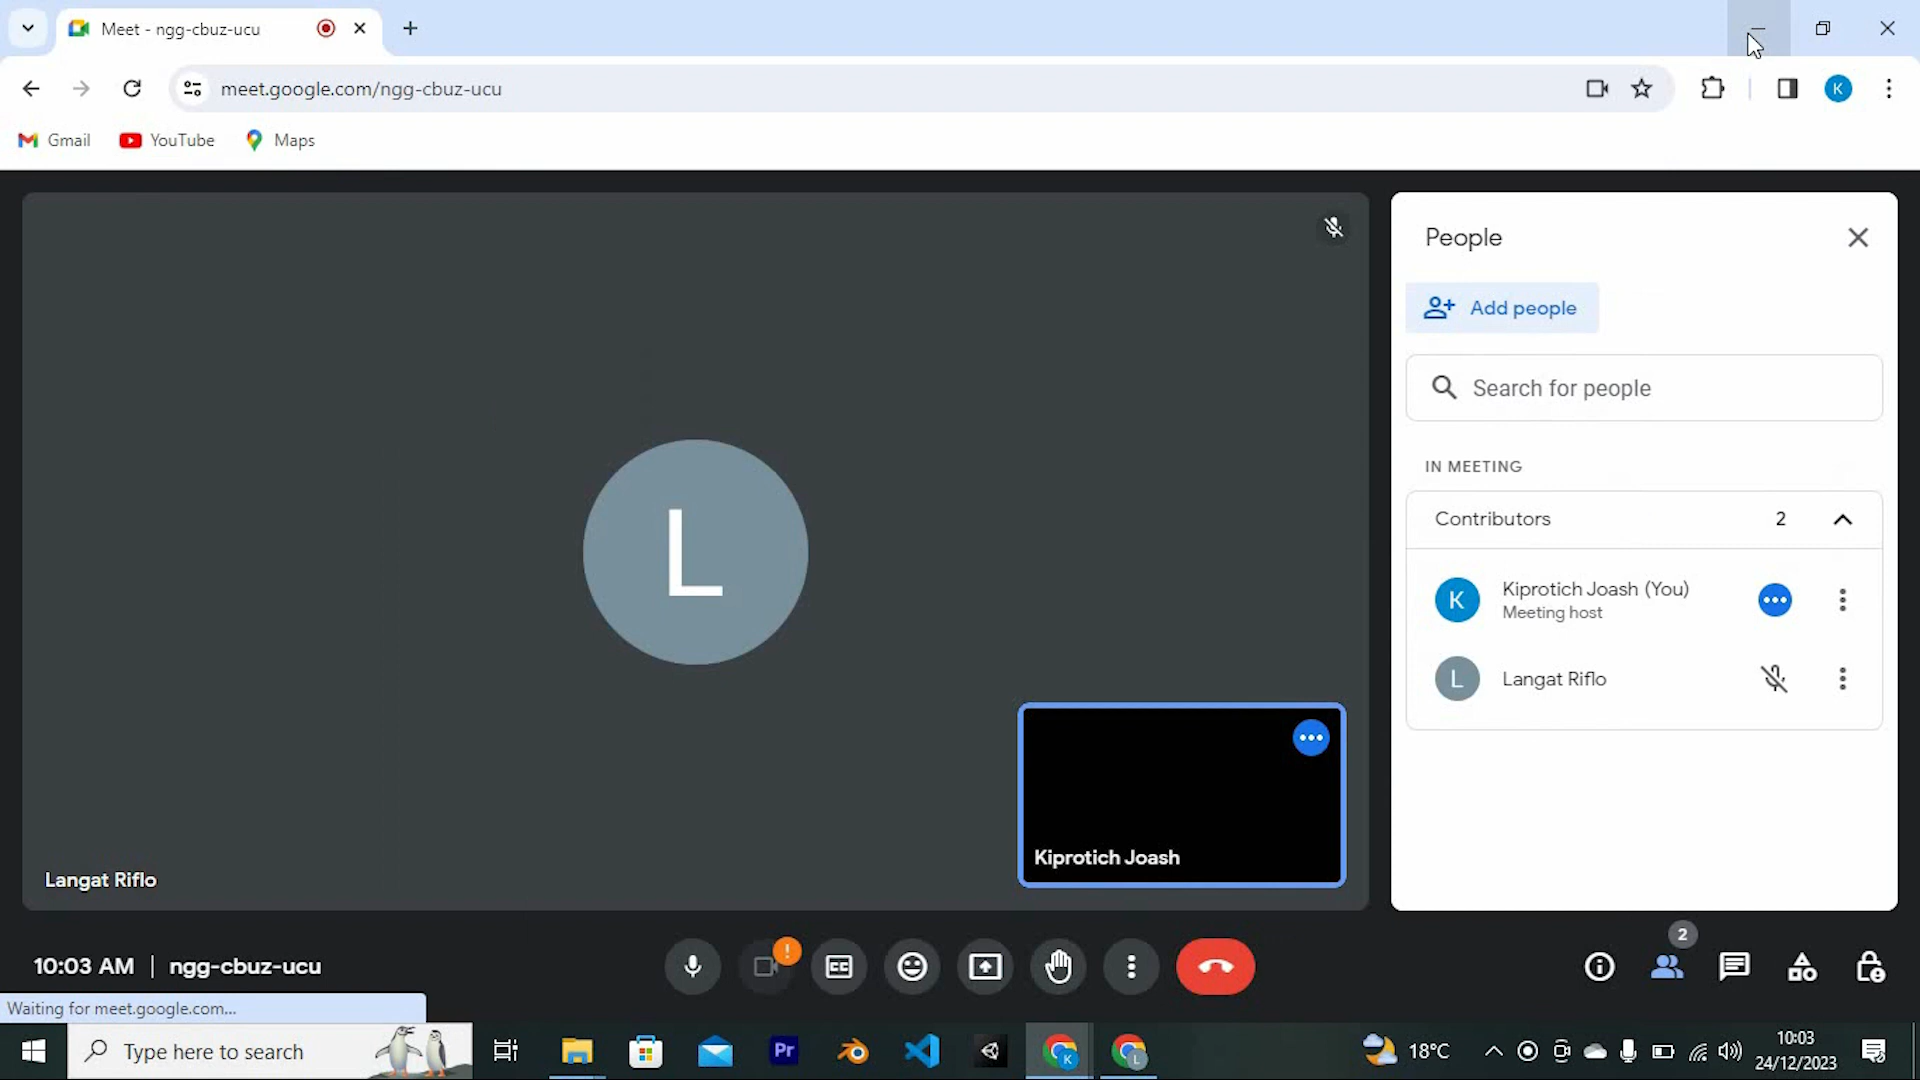 Meet - ngg-cbuz-ucu
meet.google.com/ngg-cbuz-ucu
K
Gmail
YouTube
Maps
L
Langat Riflo
Kiprotich Joash
People
Add people
Search for people
IN MEETING
Contributors 2
K
Kiprotich Joash (You)
Meeting host
L
Langat Riflo
10:03 AM | ngg-cbuz-ucu
!
CC
2
Waiting for meet.google.com...
Type here to search
Pr
K
L
18°C
10:03
24/12/2023